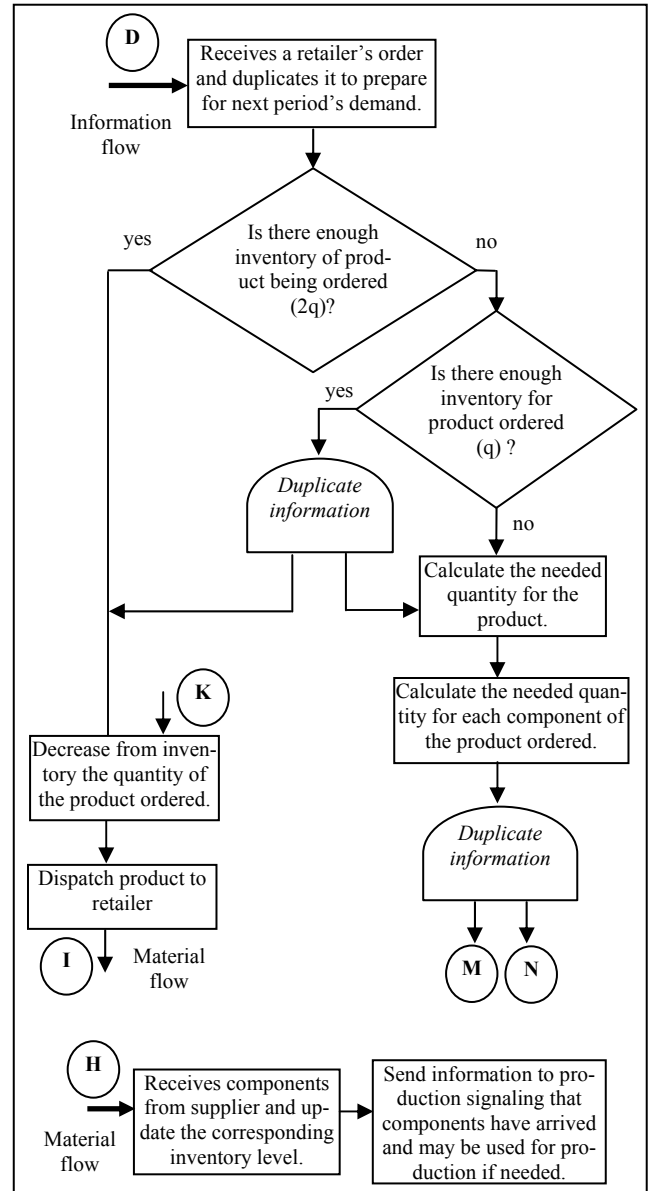 D
Receives a retailer's order
and duplicates it to prepare
for next period's demand.
Information
flow
yes
Is there enough
inventory of prod-
uct being ordered
(2q)?
no
yes
Is there enough
inventory for
product ordered
(q) ?
Duplicate
information
no
Calculate the needed
quantity for the
product.
K
Calculate the needed quan-
tity for each component of
the product ordered.
Decrease from inven-
tory the quantity of
the product ordered.
Duplicate
information
Dispatch product to
retailer
I
Material
flow
M
N
H
Material
flow
Receives components
from supplier and up-
date the corresponding
inventory level.
Send information to pro-
duction signaling that
components have arrived
and may be used for pro-
duction if needed.